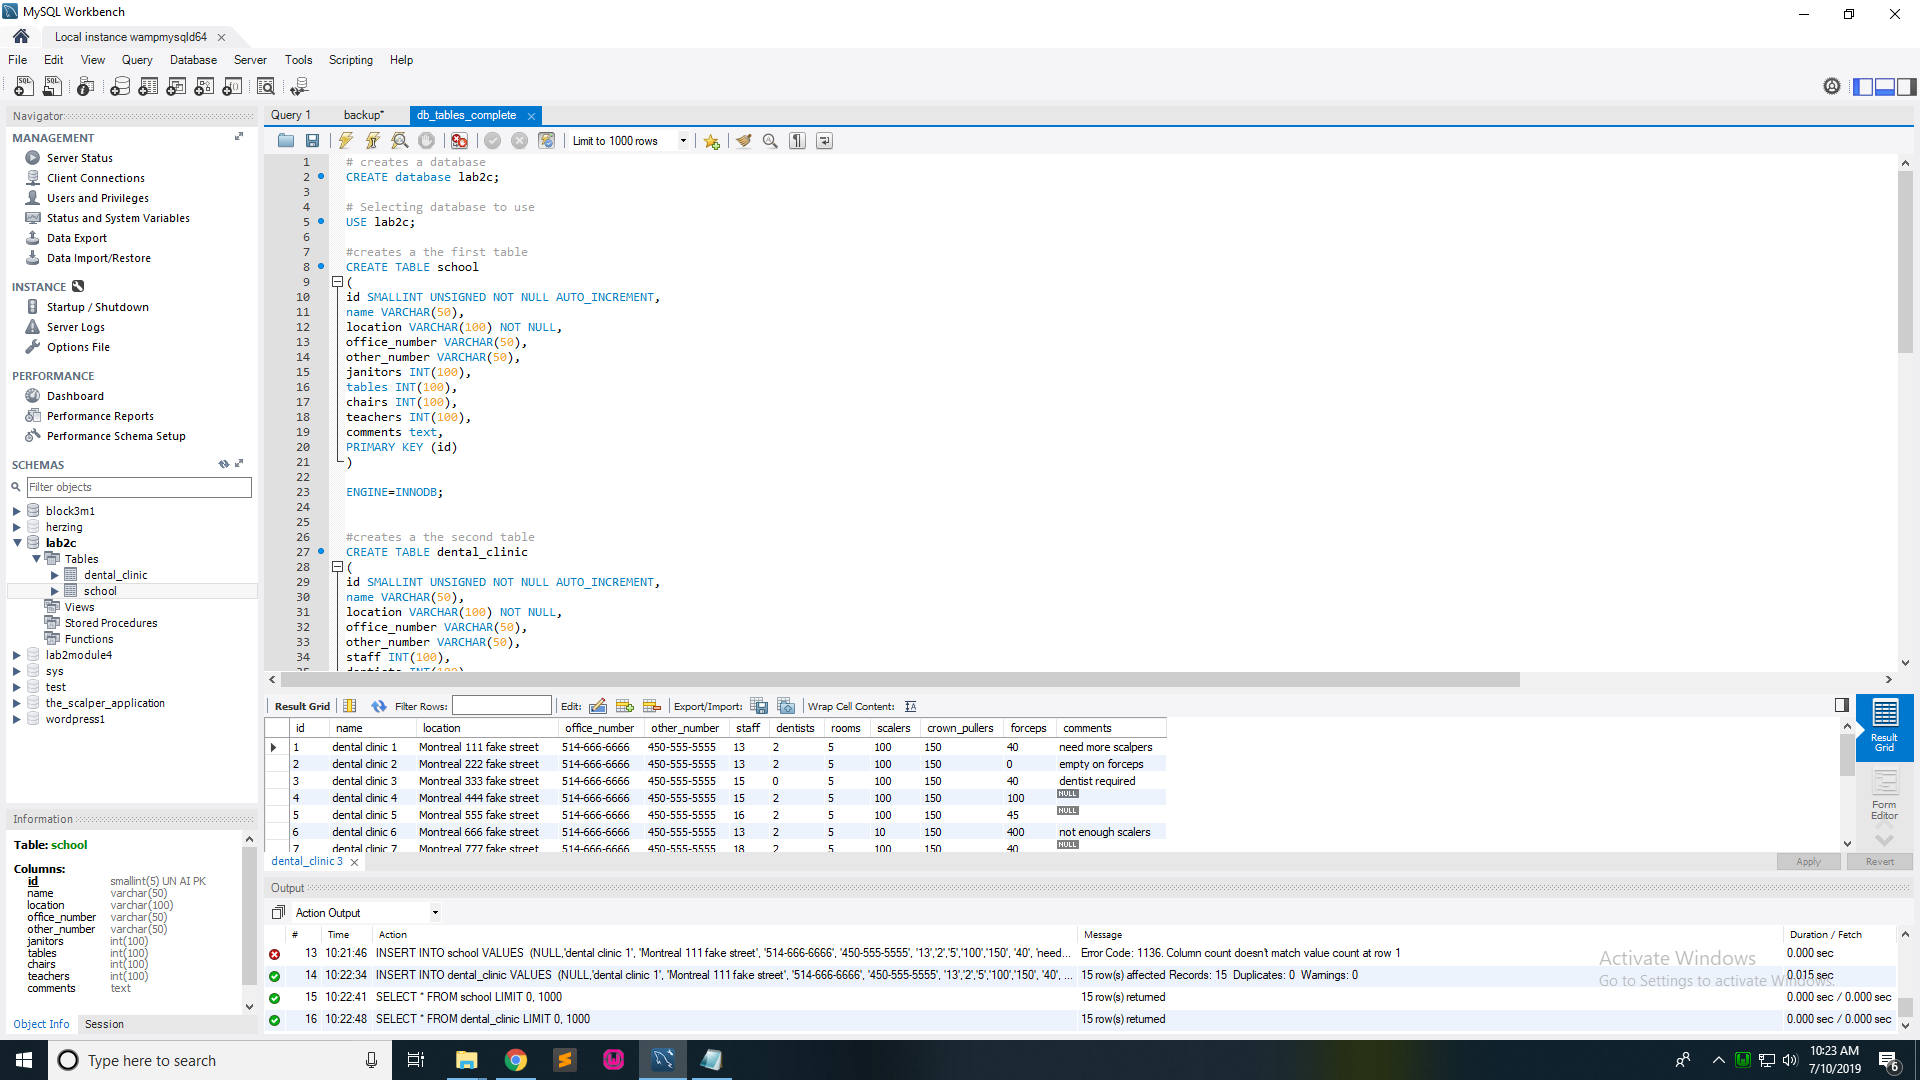 MySQL Workbench
Local instance wampmysqld64
File Edit View Query Database Server Tools Scripting Help
Navigator
MANAGEMENT
Server Status
Client Connections
Users and Privileges
Status and System Variables
Data Export
Data Import/Restore
INSTANCE
Startup / Shutdown
Server Logs
Options File
PERFORMANCE
Dashboard
Performance Reports
Performance Schema Setup
SCHEMAS
Filter objects
block3m1
herzing
lab2c
Tables
dental_clinic
school
Views
Stored Procedures
Functions
lab2module4
sys
test
the_scalper_application
wordpress1
Information
Table: school
Columns:
id smallint(5) UN AI PK
name varchar(50)
location varchar(100)
office_number varchar(50)
other_number varchar(50)
janitors int(100)
tables int(100)
chairs int(100)
teachers int(100)
comments text
Object Info Session
Query 1 backup* db_tables_complete
Limit to 1000 rows
1 # creates a database
2 CREATE database lab2c;
3
4 # Selecting database to use
5 USE lab2c;
6
7 #creates a the first table
8 CREATE TABLE school
9 (
10 id SMALLINT UNSIGNED NOT NULL AUTO_INCREMENT,
11 name VARCHAR(50),
12 location VARCHAR(100) NOT NULL,
13 office_number VARCHAR(50),
14 other_number VARCHAR(50),
15 janitors INT(100),
16 tables INT(100),
17 chairs INT(100),
18 teachers INT(100),
19 comments text,
20 PRIMARY KEY (id)
21 )
22
23 ENGINE=INNODB;
24
25
26 #creates a the second table
27 CREATE TABLE dental_clinic
28 (
29 id SMALLINT UNSIGNED NOT NULL AUTO_INCREMENT,
30 name VARCHAR(50),
31 location VARCHAR(100) NOT NULL,
32 office_number VARCHAR(50),
33 other_number VARCHAR(50),
34 staff INT(100),
35 dentists INT(100)
Result Grid Filter Rows: Edit: Export/Import: Wrap Cell Content:
id name location office_number other_number staff dentists rooms scalers crown_pullers forceps comments
1 dental clinic 1 Montreal 111 fake street 514-666-6666 450-555-5555 13 2 5 100 150 40 need more scalpers
2 dental clinic 2 Montreal 222 fake street 514-666-6666 450-555-5555 13 2 5 100 150 0 empty on forceps
3 dental clinic 3 Montreal 333 fake street 514-666-6666 450-555-5555 15 0 5 100 150 40 dentist required
4 dental clinic 4 Montreal 444 fake street 514-666-6666 450-555-5555 15 2 5 100 150 100 NULL
5 dental clinic 5 Montreal 555 fake street 514-666-6666 450-555-5555 16 2 5 100 150 45 NULL
6 dental clinic 6 Montreal 666 fake street 514-666-6666 450-555-5555 13 2 5 10 150 400 not enough scalers
7 dental clinic 7 Montreal 777 fake street 514-666-6666 450-555-5555 18 2 5 100 150 40 NULL
Result Grid
Form Editor
dental_clinic 3
Apply Revert
Output
Action Output
# Time Action Message Duration / Fetch
13 10:21:46 INSERT INTO school VALUES (NULL,'dental clinic 1', 'Montreal 111 fake street', '514-666-6666', '450-555-5555', '13','2','5','100','150', '40', 'need... Error Code: 1136. Column count doesn't match value count at row 1 0.000 sec
14 10:22:34 INSERT INTO dental_clinic VALUES (NULL,'dental clinic 1', 'Montreal 111 fake street', '514-666-6666', '450-555-5555', '13','2','5','100','150', '40', ... 15 row(s) affected Records: 15 Duplicates: 0 Warnings: 0 0.015 sec
15 10:22:41 SELECT * FROM school LIMIT 0, 1000 15 row(s) returned 0.000 sec / 0.000 sec
16 10:22:48 SELECT * FROM dental_clinic LIMIT 0, 1000 15 row(s) returned 0.000 sec / 0.000 sec
Activate Windows
Go to Settings to activate Windows.
Type here to search
10:23 AM
7/10/2019
6